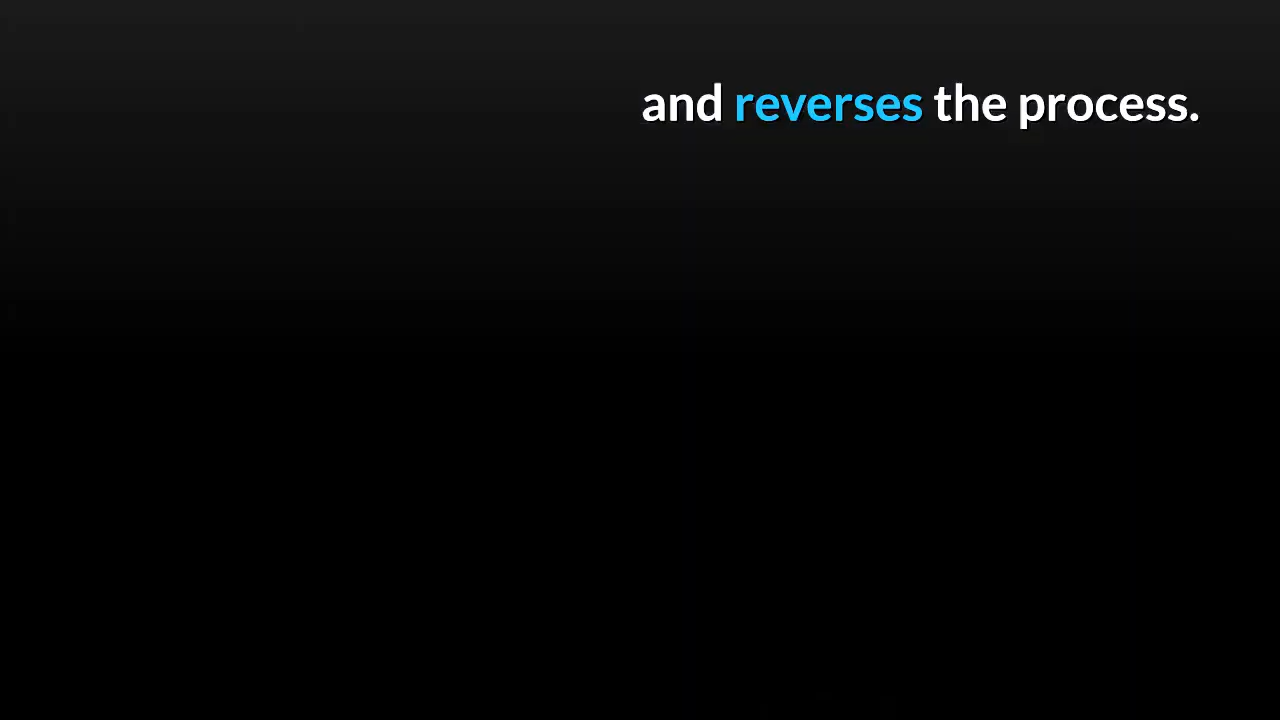 and reverses the process.